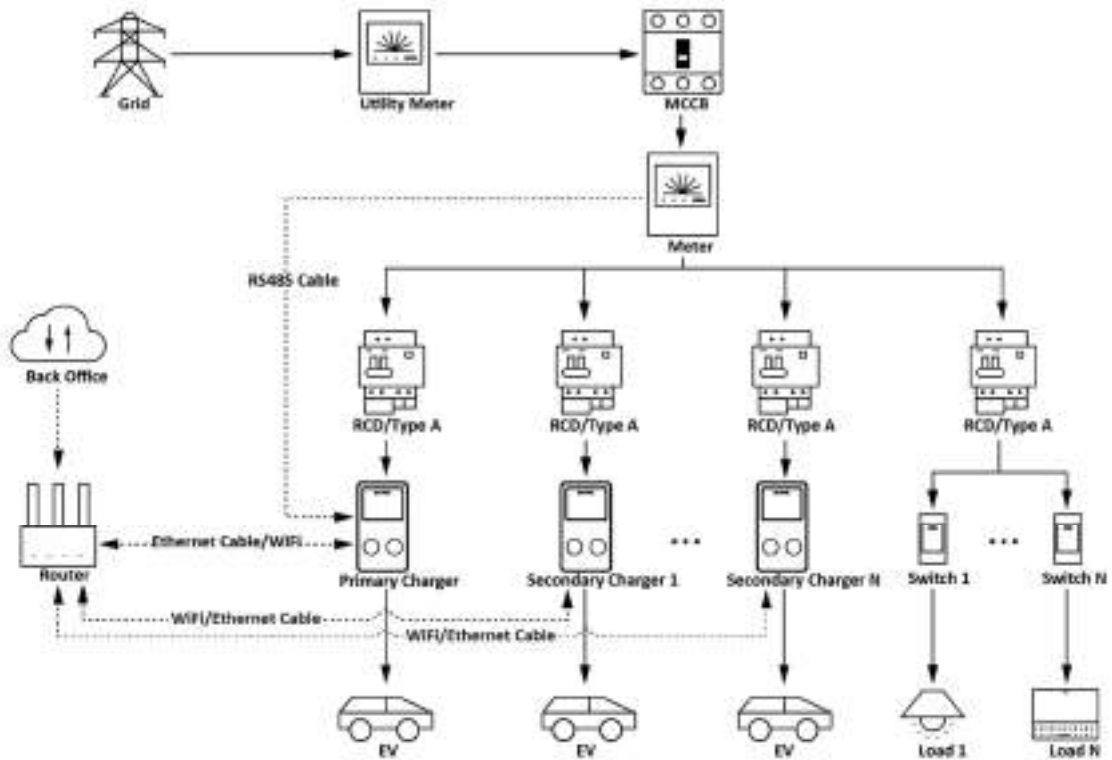 Grid
Utility Meter
MCCB
Meter
RS485 Cable
Back Office
RCD/Type A
RCD/Type A
RCD/Type A
RCD/Type A
Ethernet Cable/WiFi
Router
Primary Charger
Secondary Charger 1
...
Secondary Charger N
Switch 1
...
Switch N
WiFi/Ethernet Cable
WiFi/Ethernet Cable
EV
EV
EV
Load 1
Load N